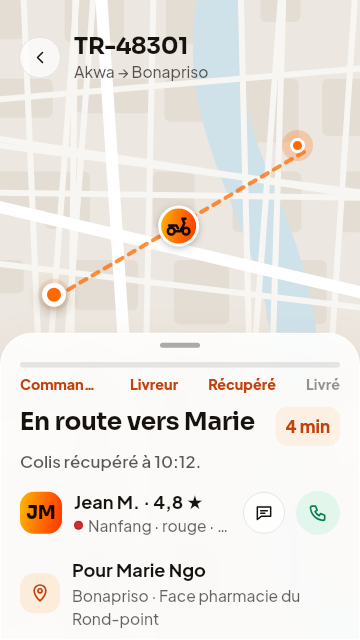 TR-48301
Akwa → Bonapriso
Comman…
Livreur
Récupéré
Livré
En route vers Marie
4 min
Colis récupéré à 10:12.
JM
Jean M. · 4,8 ★
Nanfang · rouge · …
Pour Marie Ngo
Bonapriso · Face pharmacie du
Rond-point